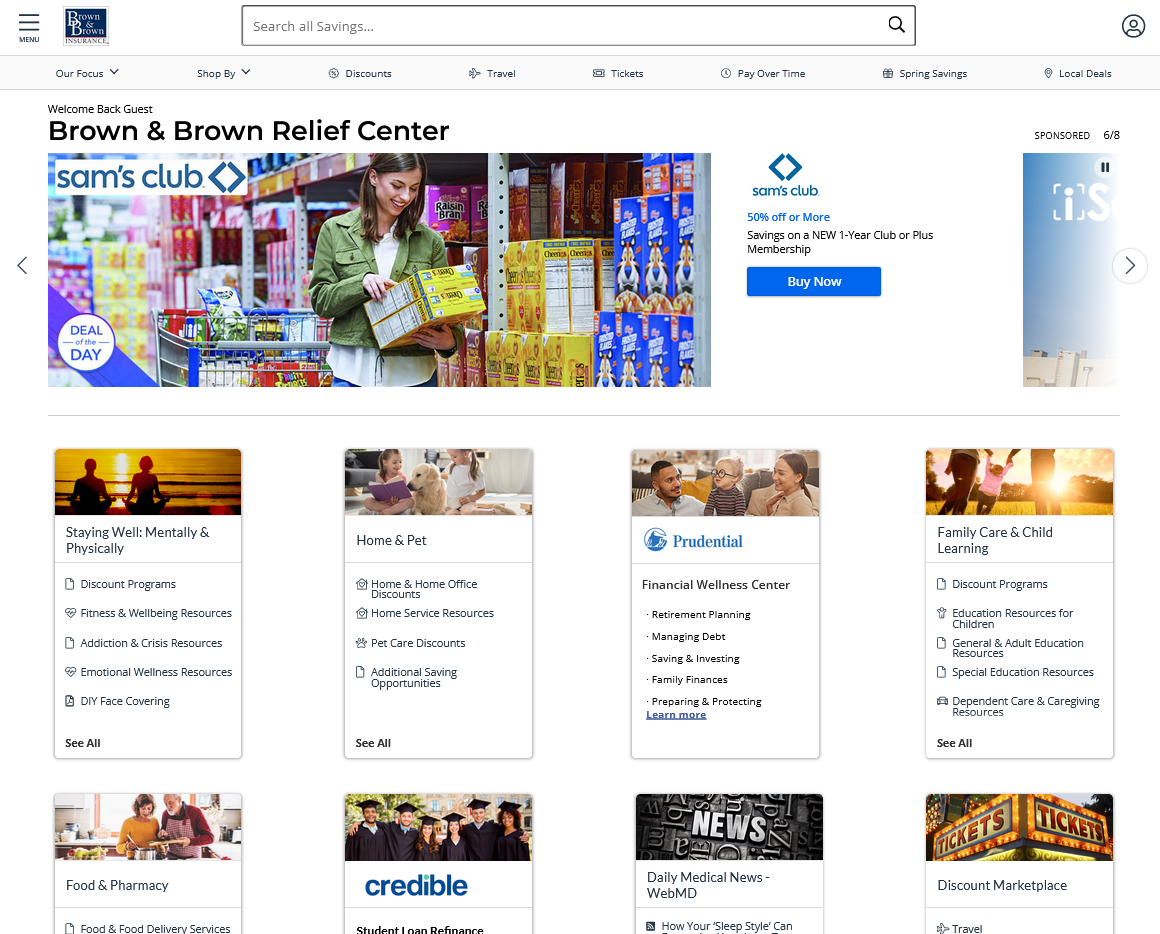 MENU
Brown
&
Brown
INSURANCE
Search all Savings...
Our Focus
Shop By
Discounts
Travel
Tickets
Pay Over Time
Spring Savings
Local Deals
Welcome Back Guest
Brown & Brown Relief Center
SPONSORED 6/8
sam's club
Raisin
Bran
Cheerios
DEAL
of the
DAY
sam's club
50% off or More
Savings on a NEW 1-Year Club or Plus
Membership
Buy Now
Staying Well: Mentally &
Physically
Discount Programs
Fitness & Wellbeing Resources
Addiction & Crisis Resources
Emotional Wellness Resources
DIY Face Covering
See All
Home & Pet
Home & Home Office
Discounts
Home Service Resources
Pet Care Discounts
Additional Saving
Opportunities
See All
Prudential
Financial Wellness Center
· Retirement Planning
· Managing Debt
· Saving & Investing
· Family Finances
· Preparing & Protecting
Learn more
Family Care & Child
Learning
Discount Programs
Education Resources for
Children
General & Adult Education
Resources
Special Education Resources
Dependent Care & Caregiving
Resources
See All
Food & Pharmacy
Food & Food Delivery Services
credible
Student Loan Refinance
NEWS
Daily Medical News -
WebMD
How Your 'Sleep Style' Can
TICKETS
TICKETS
Discount Marketplace
Travel